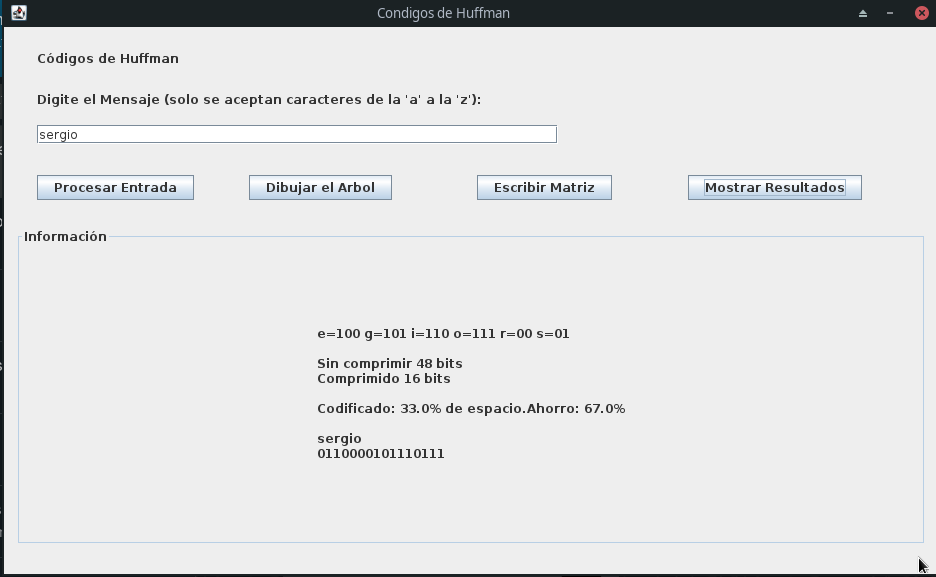 Condigos de Huffman
Códigos de Huffman
Digite el Mensaje (solo se aceptan caracteres de la 'a' a la 'z'):
sergio
Procesar Entrada Dibujar el Arbol Escribir Matriz Mostrar Resultados
Información
e=100 g=101 i=110 o=111 r=00 s=01
Sin comprimir 48 bits
Comprimido 16 bits
Codificado: 33.0% de espacio.Ahorro: 67.0%
sergio
0110000101110111